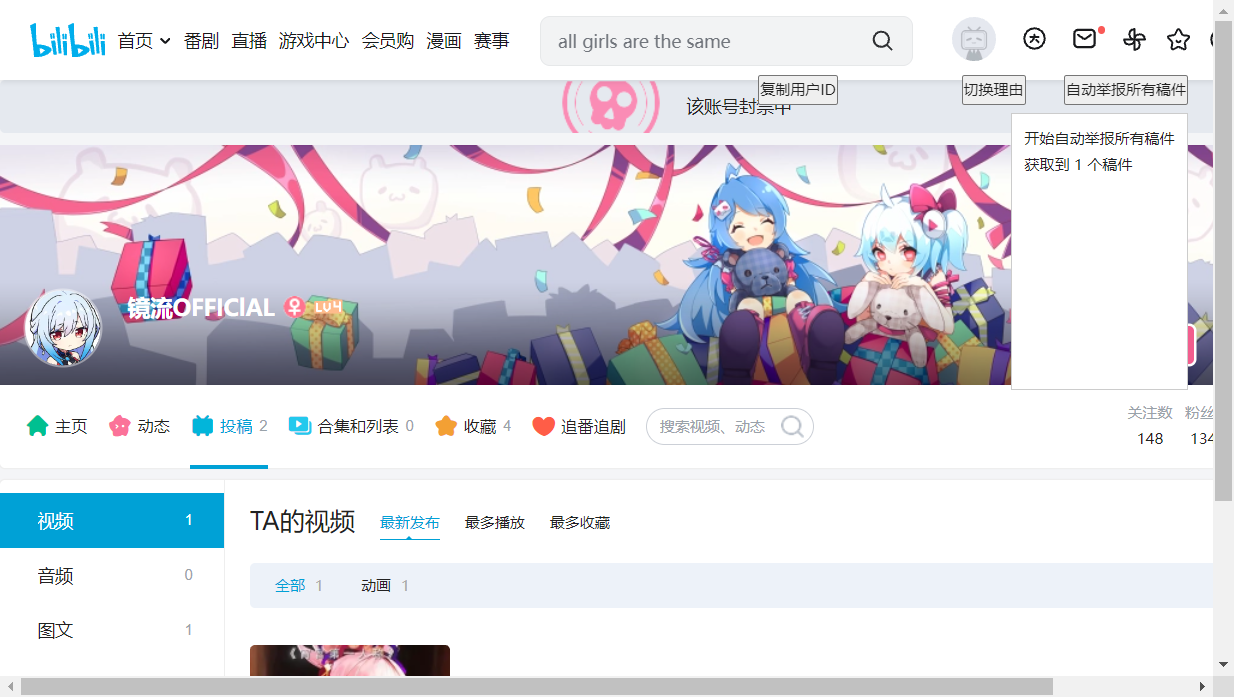 bilibili 首页 番剧 直播 游戏中心 会员购 漫画 赛事 all girls are the same
复制用户ID 切换理由 自动举报所有稿件
该账号封禁中
开始自动举报所有稿件
获取到 1 个稿件
镜流OFFICIAL LV4
主页 动态 投稿 2 合集和列表 0 收藏 4 追番追剧 搜索视频、动态
关注数 粉丝
148 134
视频 1
音频 0
图文 1
TA的视频 最新发布 最多播放 最多收藏
全部 1 动画 1